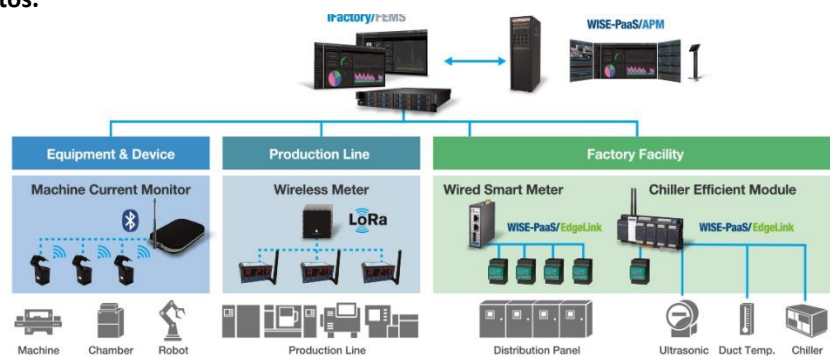 tos.
iFactory/FEMS
WISE-PaaS/APM
Equipment & Device
Production Line
Factory Facility
Machine Current Monitor
Wireless Meter
Wired Smart Meter
Chiller Efficient Module
LoRa
WISE-PaaS/EdgeLink
WISE-PaaS/EdgeLink
Machine
Chamber
Robot
Production Line
Distribution Panel
Ultrasonic
Duct Temp.
Chiller